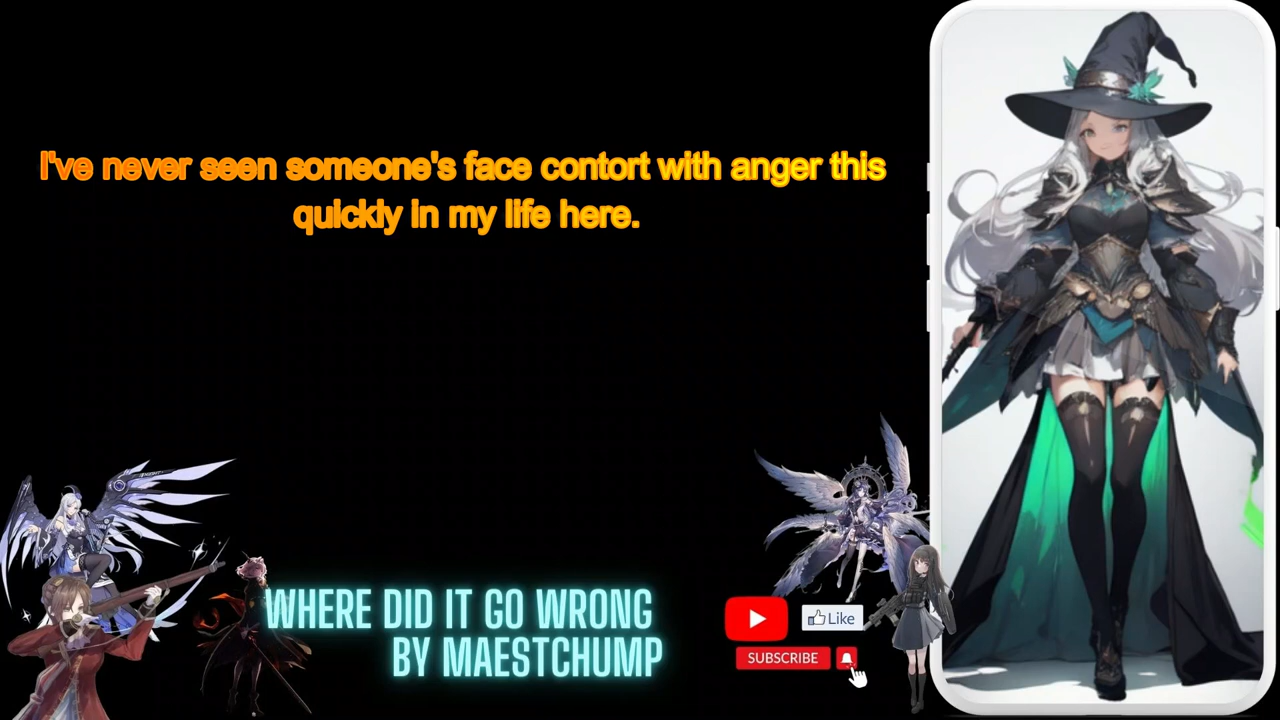 I've never seen someone's face contort with anger this
quickly in my life here.
WHERE DID IT GO WRONG
BY MAESTCHUMP
Like
SUBSCRIBE